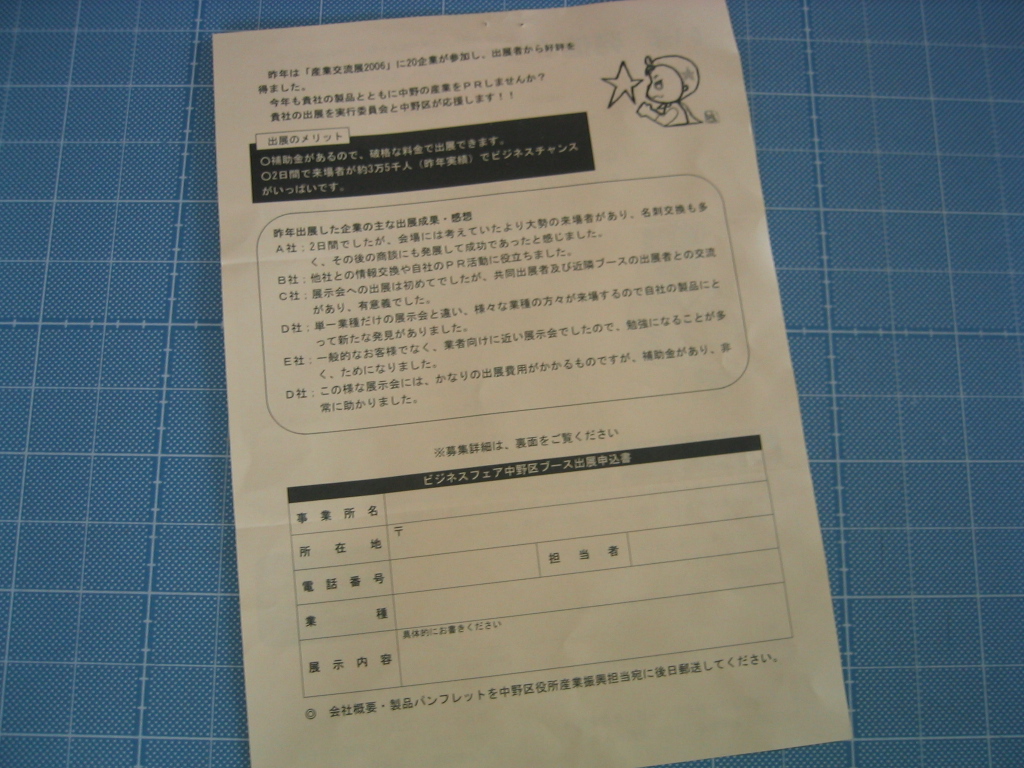 昨年は「産業交流展2006」に20企業が参加し、出展者から好評を
得ました。
今年も貴社の製品とともに中野の産業をＰＲしませんか？
貴社の出展を実行委員会と中野区が応援します！！
出展のメリット
○補助金があるので、破格な料金で出展できます。
○2日間で来場者が約3万5千人（昨年実績）でビジネスチャンス
がいっぱいです。
昨年出展した企業の主な出展成果・感想
Ａ社：2日間でしたが、会場には考えていたより大勢の来場者があり、名刺交換も多
く、その後の商談にも発展して成功であったと感じました。
Ｂ社：他社との情報交換や自社のＰＲ活動に役立ちました。
Ｃ社：展示会への出展は初めてでしたが、共同出展者及び近隣ブースの出展者との交流
があり、有意義でした。
Ｄ社：単一業種だけの展示会と違い、様々な業種の方々が来場するので自社の製品にと
って新たな発見がありました。
Ｅ社：一般的なお客様でなく、業者向けに近い展示会でしたので、勉強になることが多
く、ためになりました。
Ｄ社：この様な展示会には、かなりの出展費用がかかるものですが、補助金があり、非
常に助かりました。
※募集詳細は、裏面をご覧ください
ビジネスフェア中野区ブース出展申込書
事業所名
所在地 〒
電話番号 担当者
業種
展示内容 具体的にお書きください
◎ 会社概要・製品パンフレットを中野区役所産業振興担当宛に後日郵送してください。